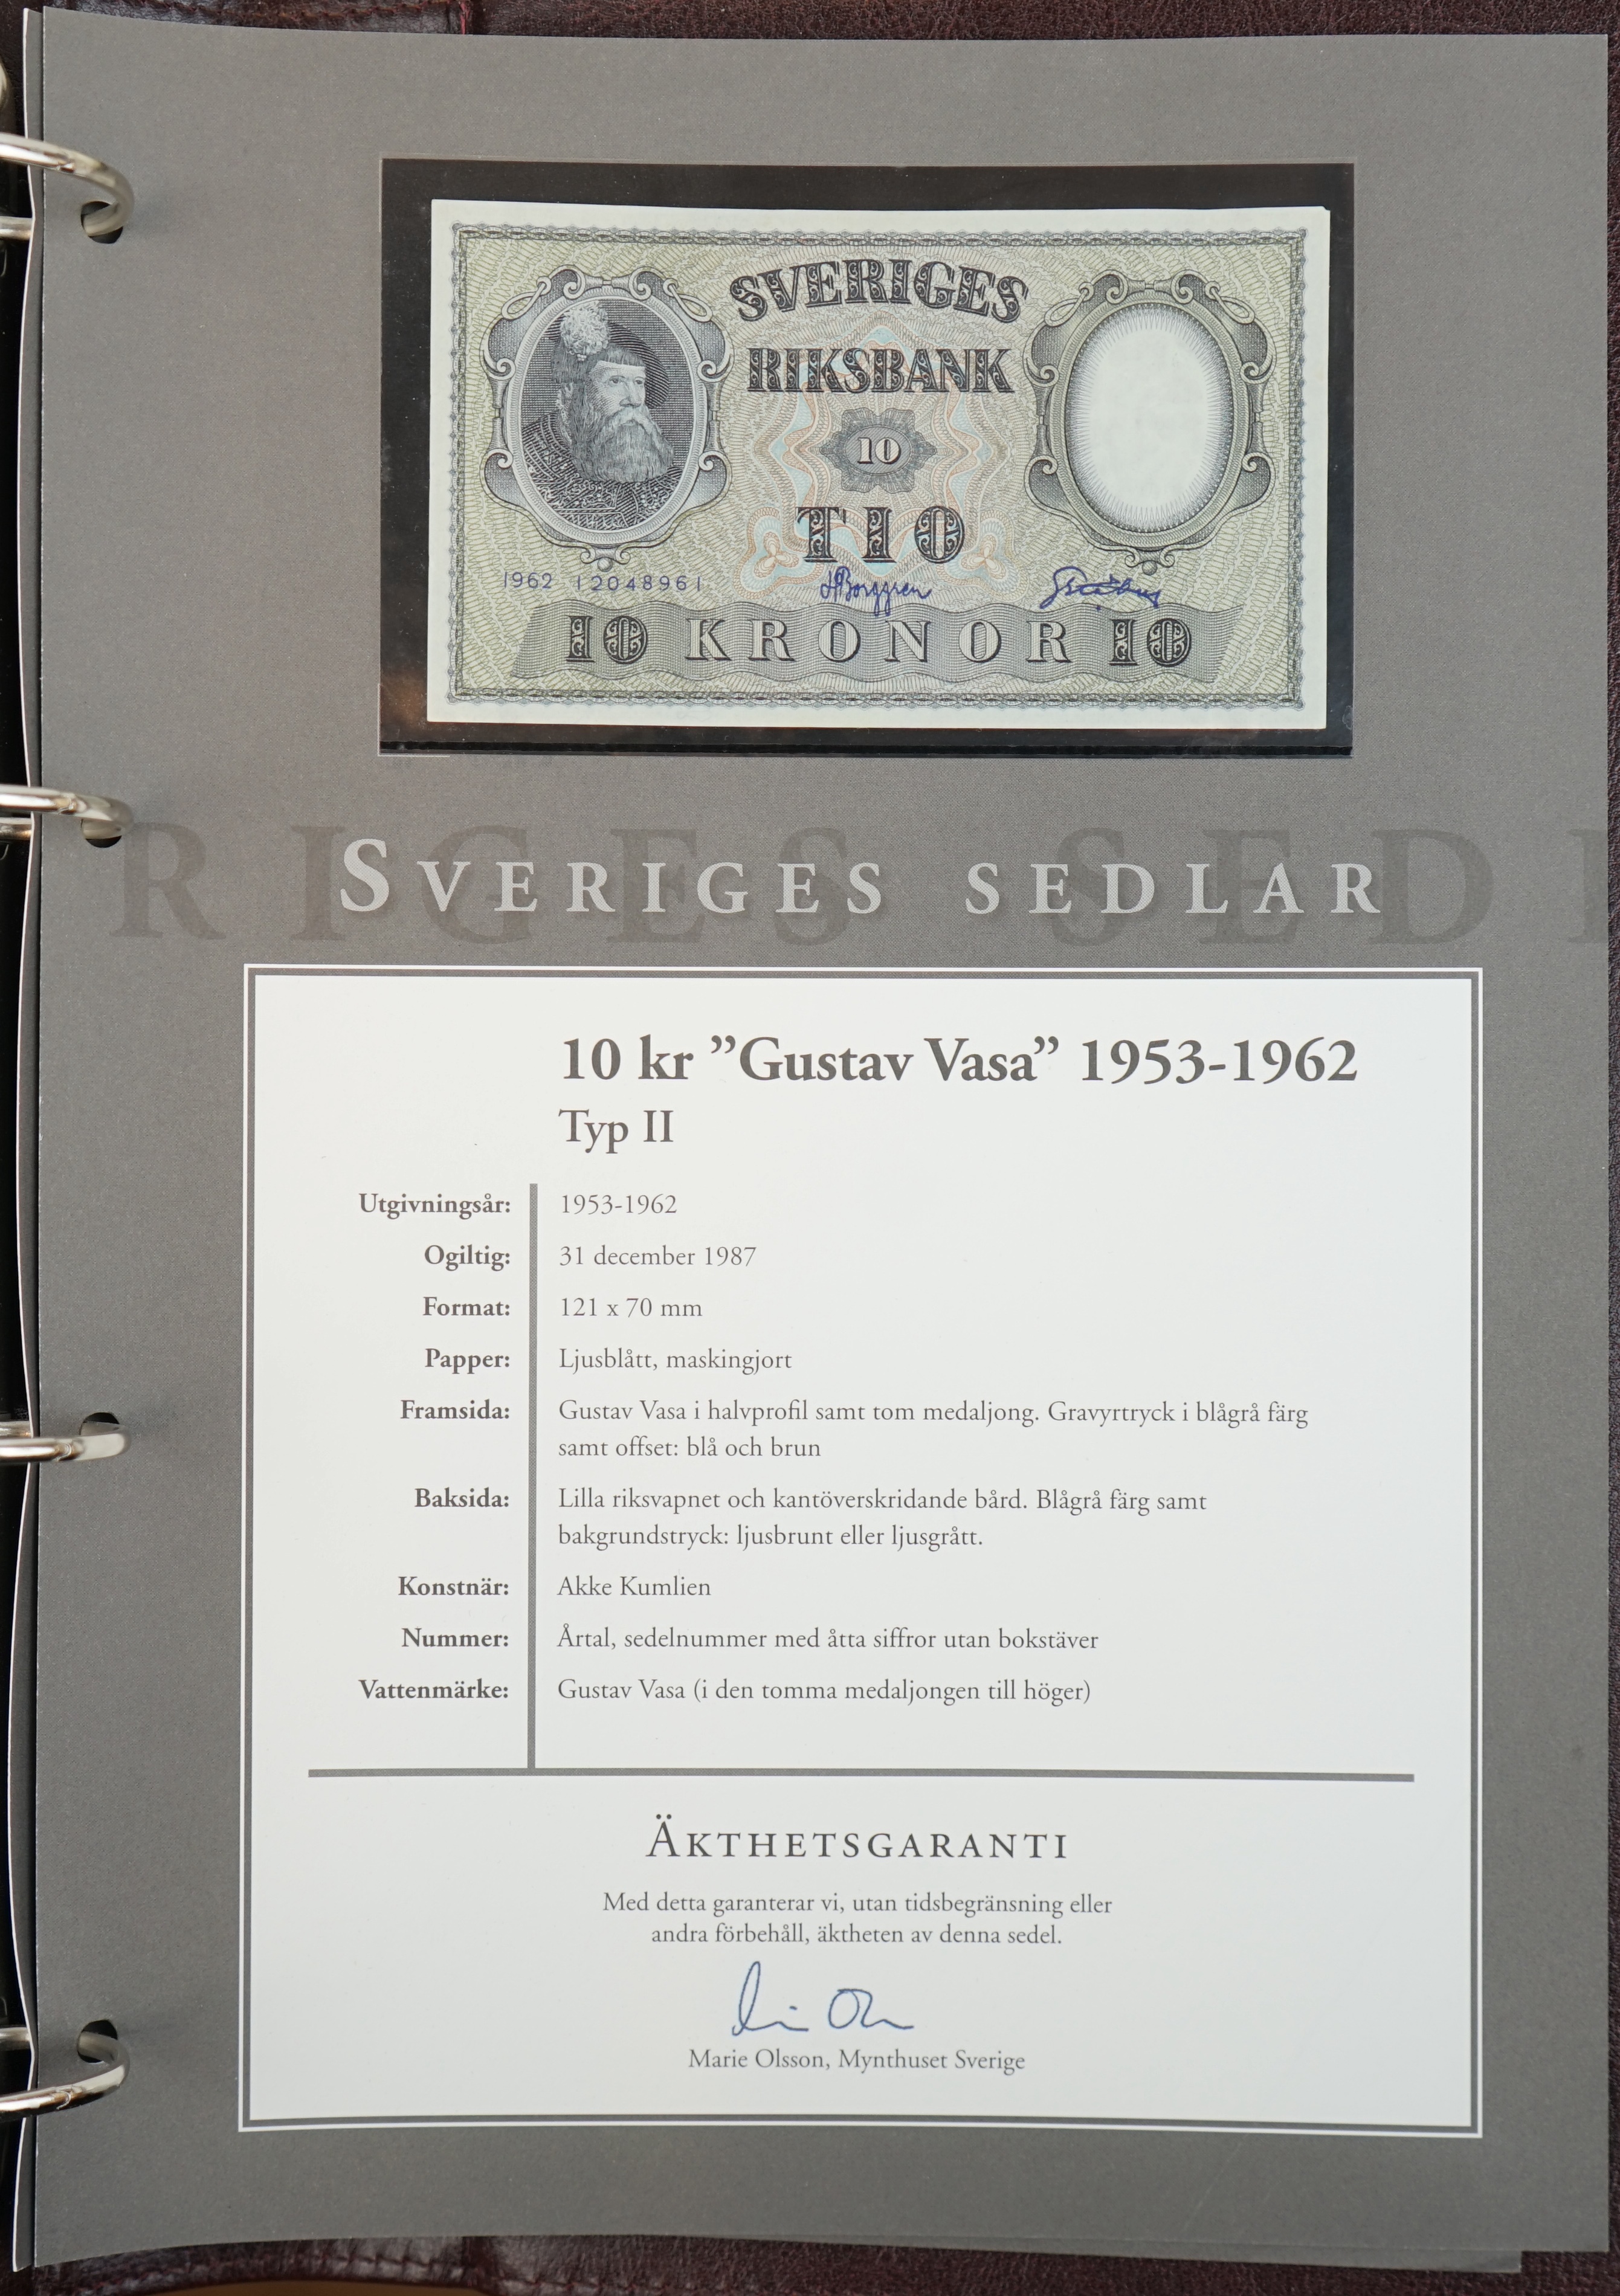 SVERIGES
RIKSBANK
10
TIO
1962 12048961
10 KRONOR 10
RIGES SEDL
SVERIGES SEDLAR
10 kr ”Gustav Vasa” 1953-1962
Typ II
Utgivningsår: 1953-1962
Ogiltig: 31 december 1987
Format: 121 x 70 mm
Papper: Ljusblått, maskingjort
Framsida: Gustav Vasa i halvprofil samt tom medaljong. Gravyrtryck i blågrå färg
samt offset: blå och brun
Baksida: Lilla riksvapnet och kantöverskridande bård. Blågrå färg samt
bakgrundstryck: ljusbrunt eller ljusgrått.
Konstnär: Akke Kumlien
Nummer: Årtal, sedelnummer med åtta siffror utan bokstäver
Vattenmärke: Gustav Vasa (i den tomma medaljongen till höger)
ÄKTHETSGARANTI
Med detta garanterar vi, utan tidsbegränsning eller
andra förbehåll, äktheten av denna sedel.
Marie Olsson, Mynthuset Sverige